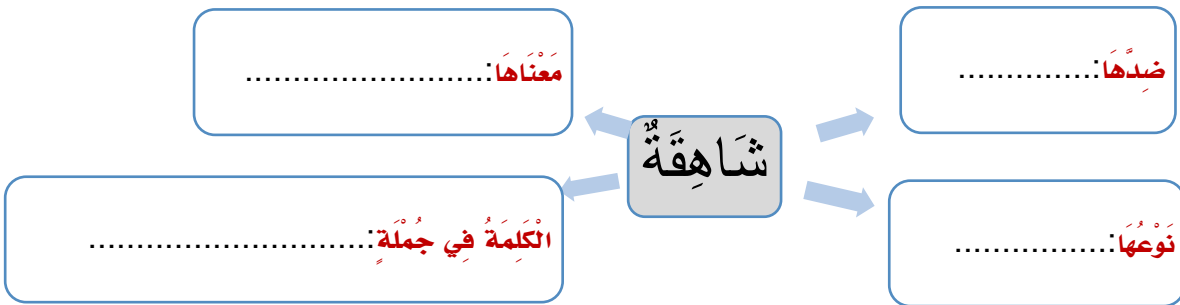 ضِدَّهَا:..............
مَعْنَاهَا:.........................
شَاهِقَةٌ
نَوْعُهَا:................
الْكَلِمَةُ فِي جُمْلَةٍ:.............................